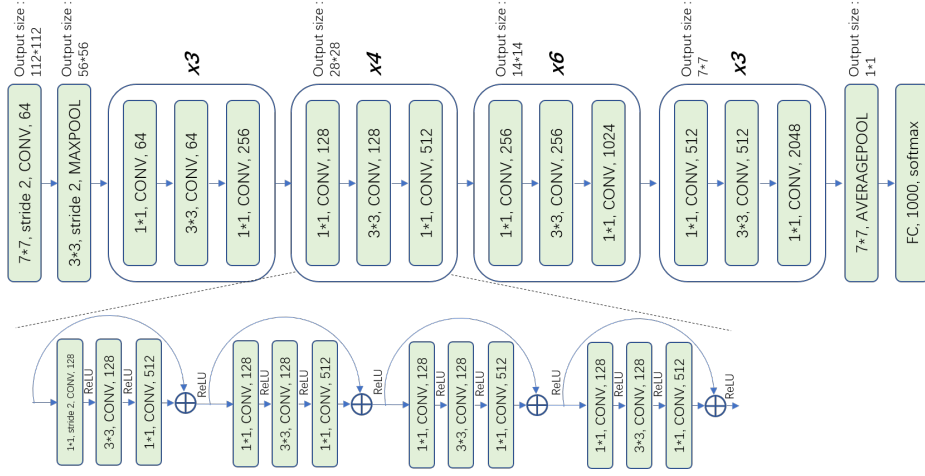 Output size :
112*112
7*7, stride 2, CONV, 64
Output size :
56*56
3*3, stride 2, MAXPOOL
x3
1*1, CONV, 64
3*3, CONV, 64
1*1, CONV, 256
Output size :
28*28
x4
1*1, CONV, 128
3*3, CONV, 128
1*1, CONV, 512
Output size :
14*14
x6
1*1, CONV, 256
3*3, CONV, 256
1*1, CONV, 1024
Output size :
7*7
x3
1*1, CONV, 512
3*3, CONV, 512
1*1, CONV, 2048
Output size :
1*1
7*7, AVERAGEPOOL
FC, 1000, softmax
1*1, stride 2, CONV, 128
ReLU
3*3, CONV, 128
ReLU
1*1, CONV, 512
ReLU
1*1, CONV, 128
ReLU
3*3, CONV, 128
ReLU
1*1, CONV, 512
ReLU
1*1, CONV, 128
ReLU
3*3, CONV, 128
ReLU
1*1, CONV, 512
ReLU
1*1, CONV, 128
ReLU
3*3, CONV, 128
ReLU
1*1, CONV, 512
ReLU